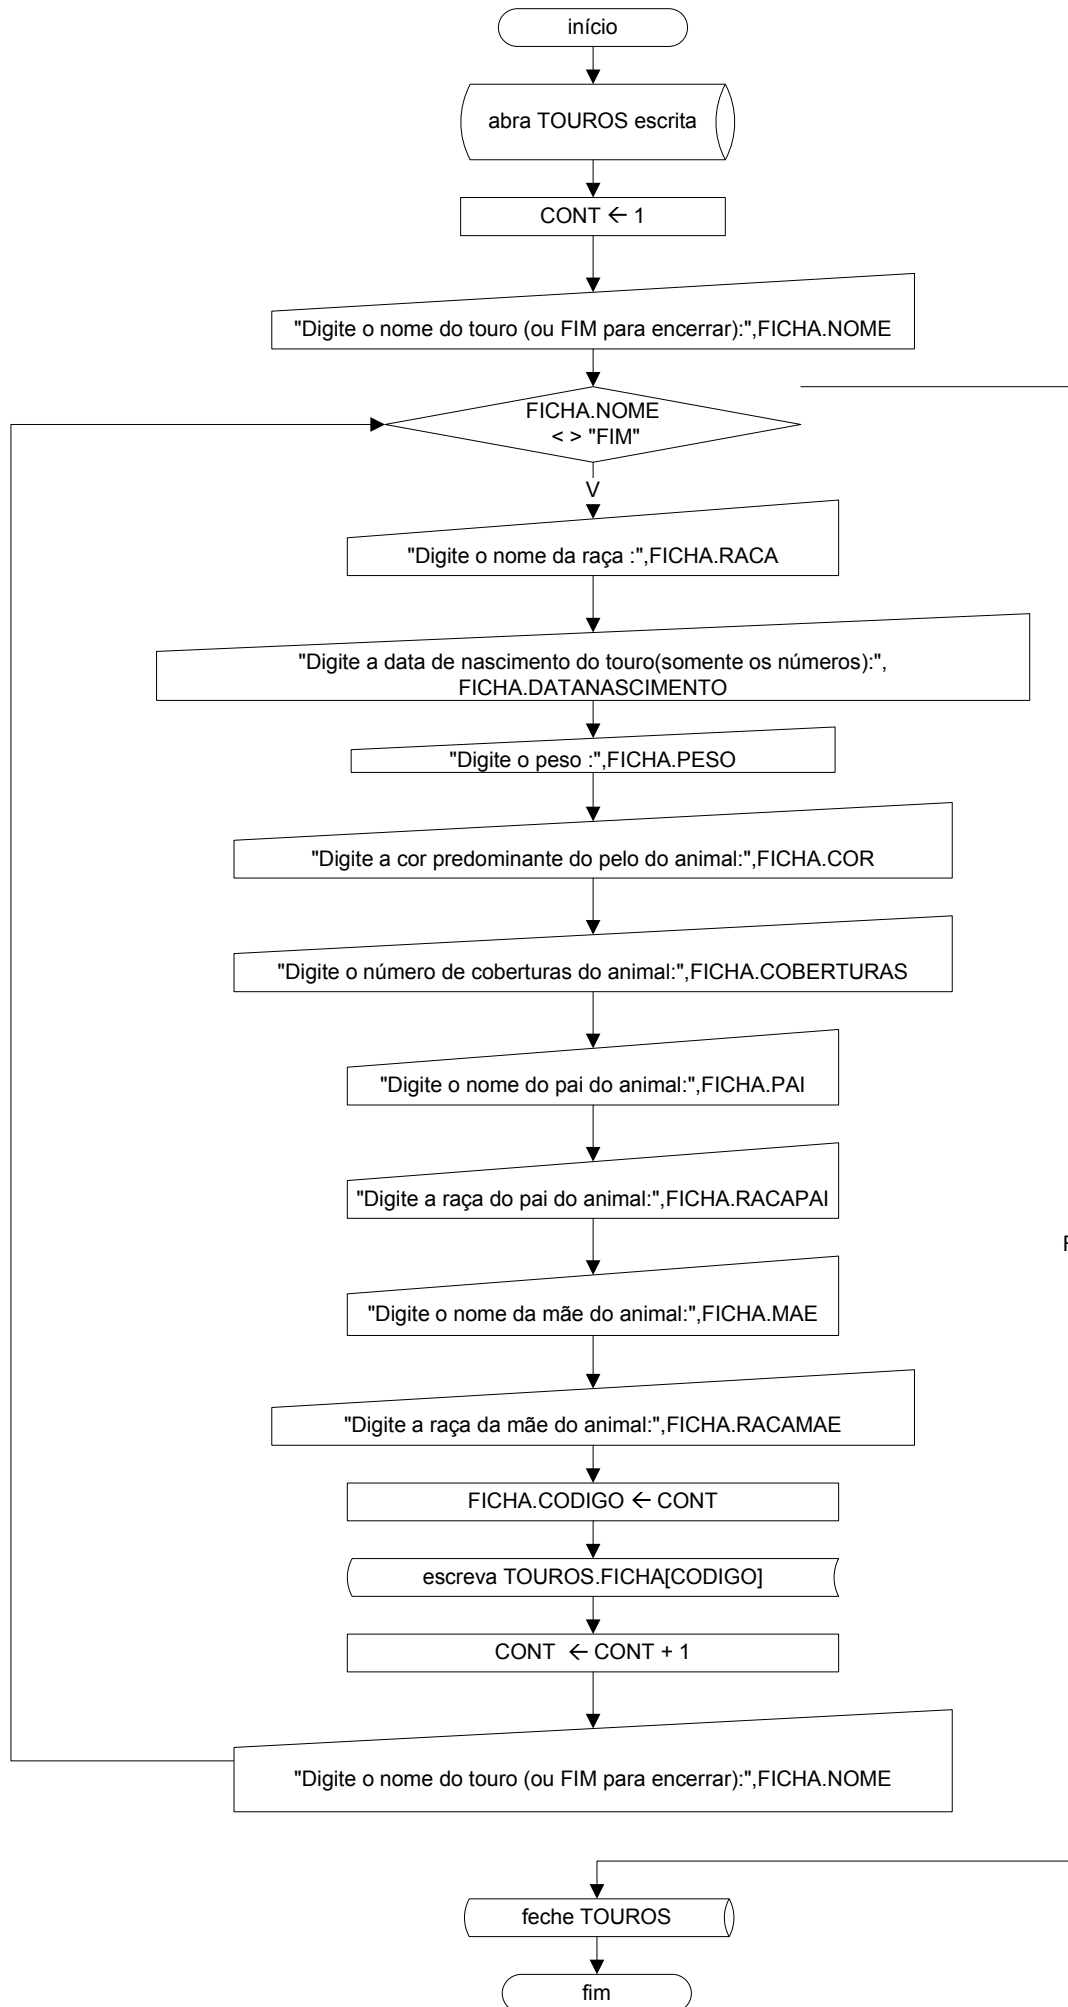 início
abra TOUROS escrita
CONT ← 1
"Digite o nome do touro (ou FIM para encerrar):",FICHA.NOME
FICHA.NOME
< > "FIM"
V
"Digite o nome da raça :",FICHA.RACA
"Digite a data de nascimento do touro(somente os números):",
FICHA.DATANASCIMENTO
"Digite o peso :",FICHA.PESO
"Digite a cor predominante do pelo do animal:",FICHA.COR
"Digite o número de coberturas do animal:",FICHA.COBERTURAS
"Digite o nome do pai do animal:",FICHA.PAI
"Digite a raça do pai do animal:",FICHA.RACAPAI
F
"Digite o nome da mãe do animal:",FICHA.MAE
"Digite a raça da mãe do animal:",FICHA.RACAMAE
FICHA.CODIGO ← CONT
escreva TOUROS.FICHA[CODIGO]
CONT ← CONT + 1
"Digite o nome do touro (ou FIM para encerrar):",FICHA.NOME
feche TOUROS
fim